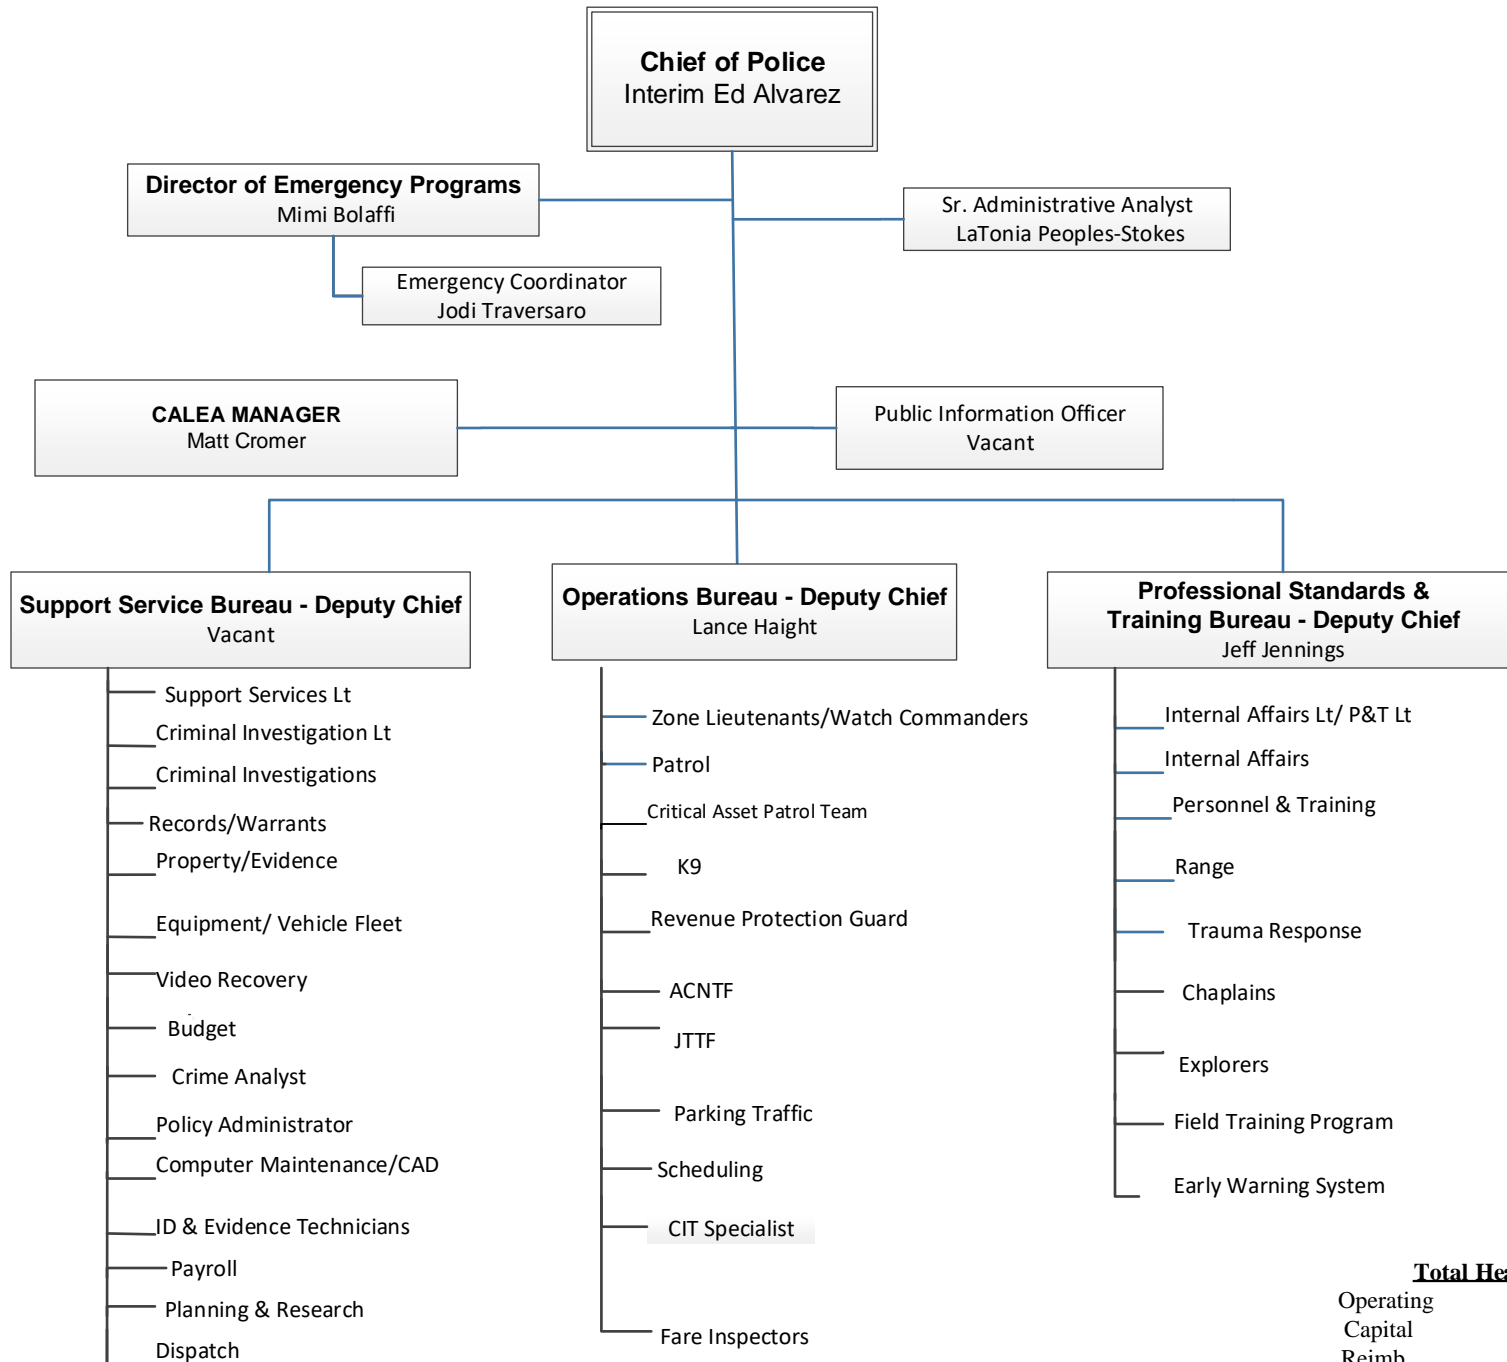 Chief of Police
Interim Ed Alvarez
Director of Emergency Programs
Mimi Bolaffi
Sr. Administrative Analyst
LaTonia Peoples-Stokes
Emergency Coordinator
Jodi Traversaro
CALEA MANAGER
Matt Cromer
Public Information Officer
Vacant
Support Service Bureau - Deputy Chief
Vacant
Operations Bureau - Deputy Chief
Lance Haight
Professional Standards &
Training Bureau - Deputy Chief
Jeff Jennings
Support Services Lt
Criminal Investigation Lt
Criminal Investigations
Records/Warrants
Property/Evidence
Equipment/ Vehicle Fleet
Video Recovery
Budget
Crime Analyst
Policy Administrator
Computer Maintenance/CAD
ID & Evidence Technicians
Payroll
Planning & Research
Dispatch
Zone Lieutenants/Watch Commanders
Patrol
Critical Asset Patrol Team
K9
Revenue Protection Guard
ACNTF
JTTF
Parking Traffic
Scheduling
CIT Specialist
Fare Inspectors
Internal Affairs Lt/ P&T Lt
Internal Affairs
Personnel & Training
Range
Trauma Response
Chaplains
Explorers
Field Training Program
Early Warning System
Total
Operating
Capital
Reimb